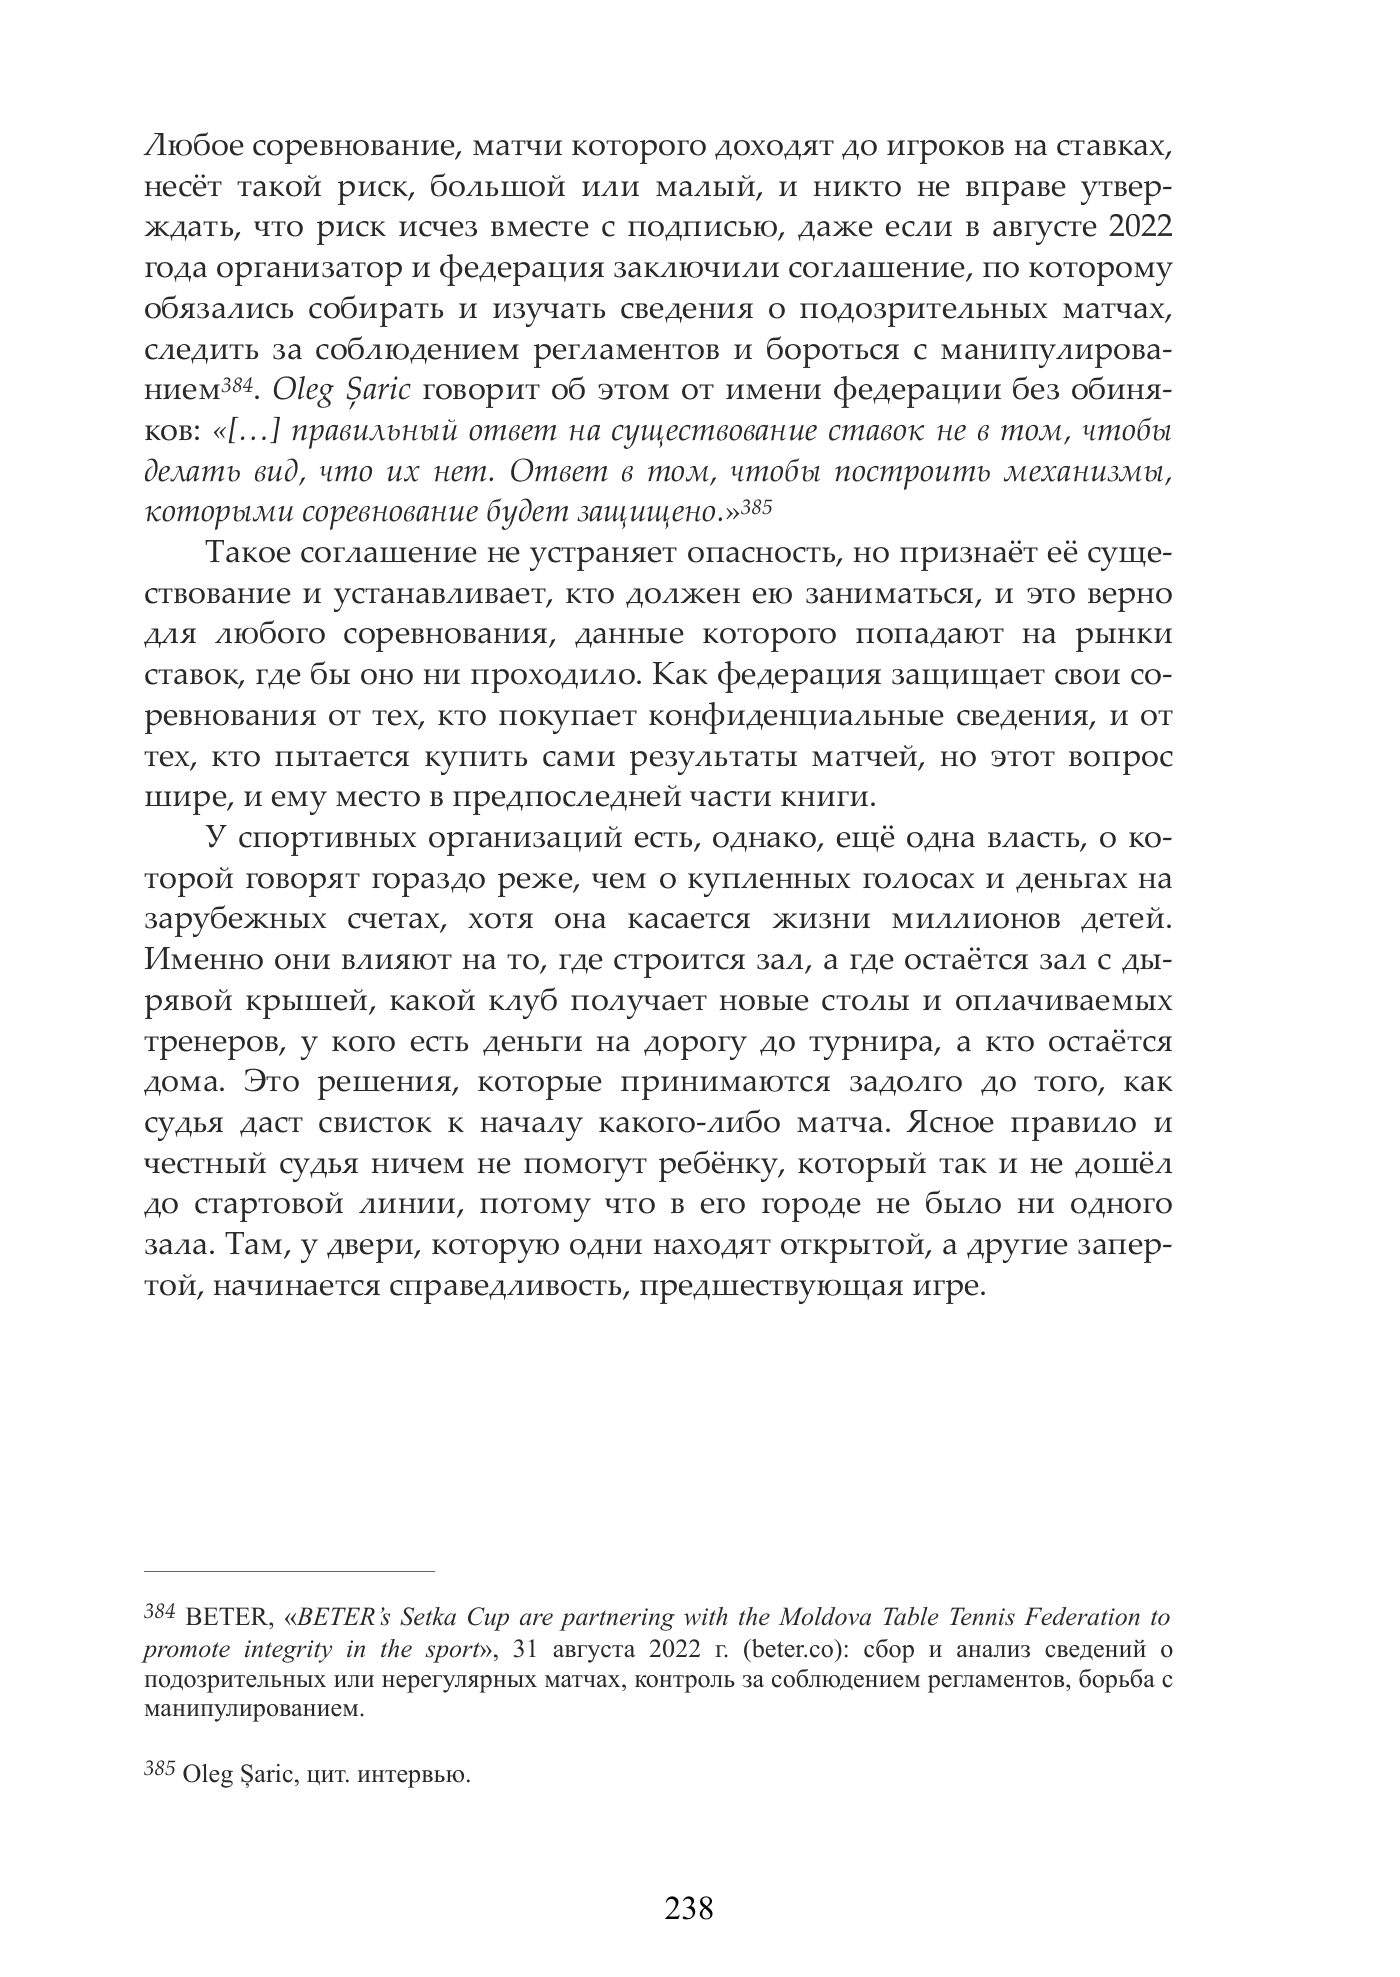 Любое соревнование, матчи которого доходят до игроков на ставках,
несёт такой риск, большой или малый, и никто не вправе утвер-
ждать, что риск исчез вместе с подписью, даже если в августе 2022
года организатор и федерация заключили соглашение, по которому
обязались собирать и изучать сведения о подозрительных матчах,
следить за соблюдением регламентов и бороться с манипулирова-
нием384. Oleg Șaric говорит об этом от имени федерации без обиня-
ков: «[…] правильный ответ на существование ставок не в том, чтобы
делать вид, что их нет. Ответ в том, чтобы построить механизмы,
которыми соревнование будет защищено.»385
Такое соглашение не устраняет опасность, но признаёт её суще-
ствование и устанавливает, кто должен ею заниматься, и это верно
для любого соревнования, данные которого попадают на рынки
ставок, где бы оно ни проходило. Как федерация защищает свои со-
ревнования от тех, кто покупает конфиденциальные сведения, и от
тех, кто пытается купить сами результаты матчей, но этот вопрос
шире, и ему место в предпоследней части книги.
У спортивных организаций есть, однако, ещё одна власть, о ко-
торой говорят гораздо реже, чем о купленных голосах и деньгах на
зарубежных счетах, хотя она касается жизни миллионов детей.
Именно они влияют на то, где строится зал, а где остаётся зал с ды-
рявой крышей, какой клуб получает новые столы и оплачиваемых
тренеров, у кого есть деньги на дорогу до турнира, а кто остаётся
дома. Это решения, которые принимаются задолго до того, как
судья даст свисток к началу какого-либо матча. Ясное правило и
честный судья ничем не помогут ребёнку, который так и не дошёл
до стартовой линии, потому что в его городе не было ни одного
зала. Там, у двери, которую одни находят открытой, а другие запер-
той, начинается справедливость, предшествующая игре.
384 BETER, «BETER’s Setka Cup are partnering with the Moldova Table Tennis Federation to
promote integrity in the sport», 31 августа 2022 г. (beter.co): сбор и анализ сведений о
подозрительных или нерегулярных матчах, контроль за соблюдением регламентов, борьба с
манипулированием.
385 Oleg Șaric, цит. интервью.
238